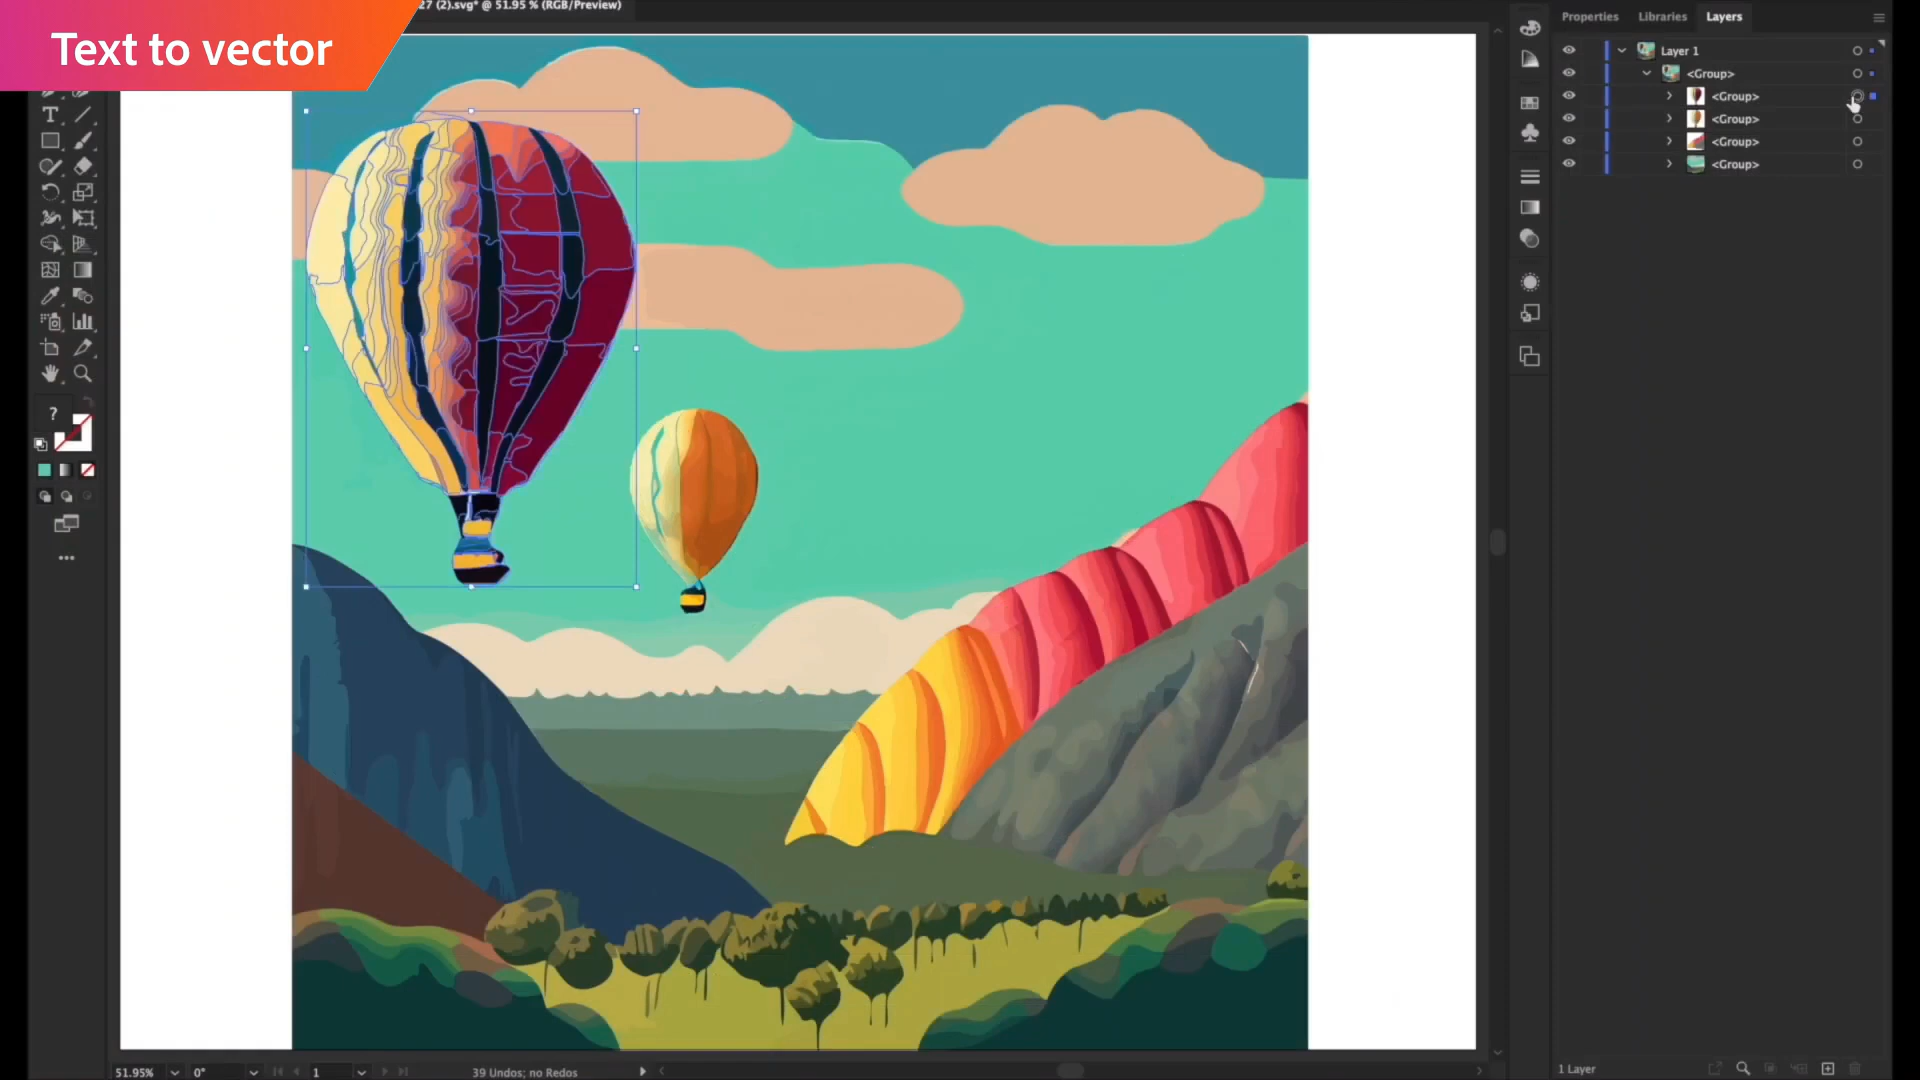 27 (2).svg* @ 51.95 % (RGB/Preview)
Text to vector
Properties Libraries Layers
Layer 1
<Group>
<Group>
<Group>
<Group>
<Group>
T
?
51.95% 0° 1 39 Undos; no Redos
1 Layer